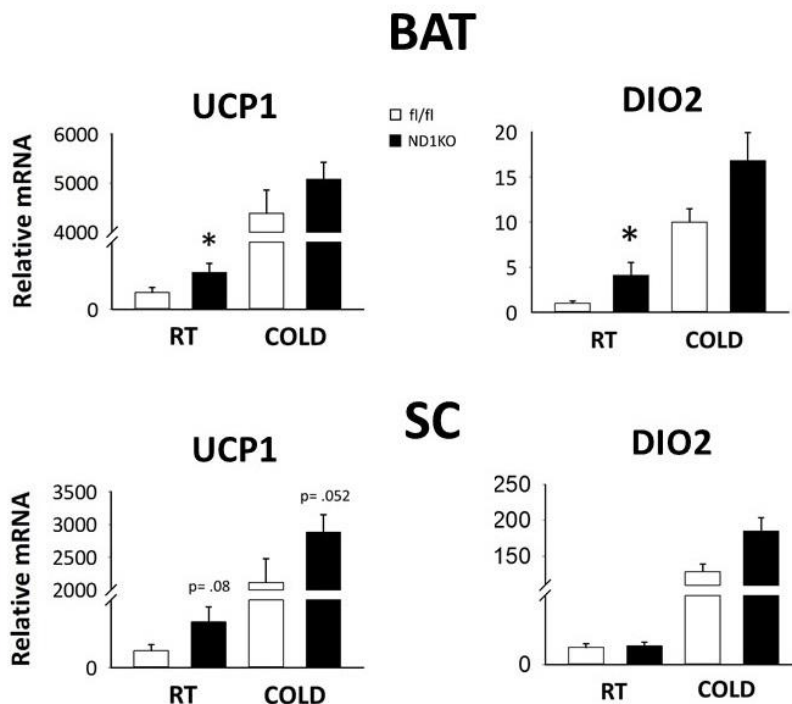 BAT
UCP1
fl/fl
ND1KO
DIO2
Relative mRNA
6000
5000
4000
0
*
RT
COLD
20
15
10
5
0
*
RT
COLD
SC
UCP1
DIO2
Relative mRNA
3500
3000
2500
2000
0
p= .08
p= .052
RT
COLD
250
200
150
0
RT
COLD